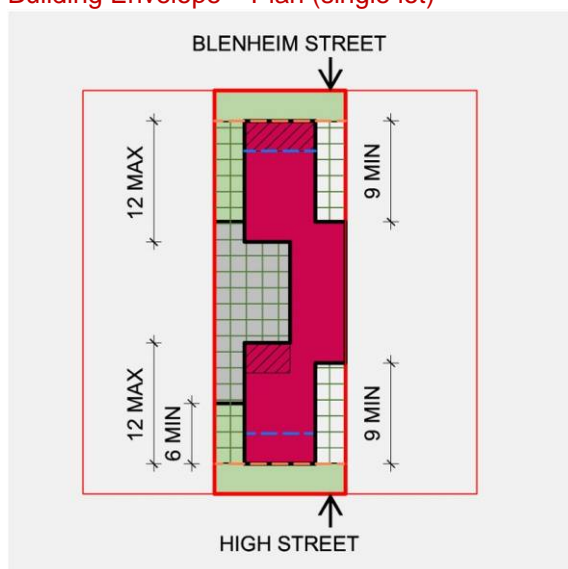 Building Envelope – Plan (single lot)
BLENHEIM STREET
12 MAX
9 MIN
12 MAX
6 MIN
9 MIN
HIGH STREET